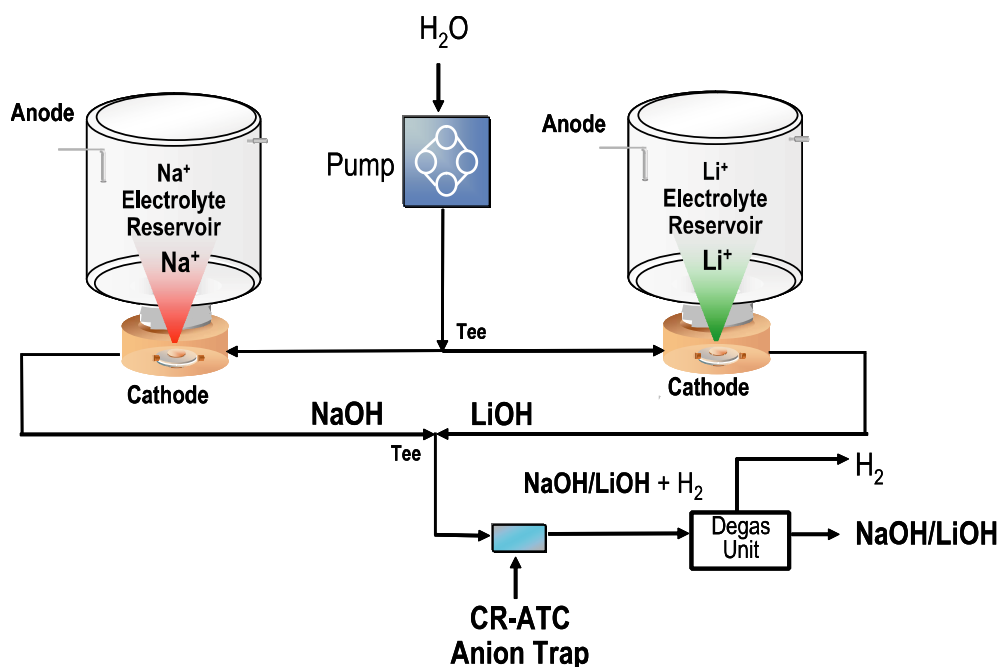 H₂O
Anode
Na⁺
Electrolyte
Reservoir
Na⁺
Pump
Anode
Li⁺
Electrolyte
Reservoir
Li⁺
Tee
Cathode
Cathode
NaOH
LiOH
Tee
NaOH/LiOH + H₂
H₂
Degas
Unit
NaOH/LiOH
CR-ATC
Anion Trap